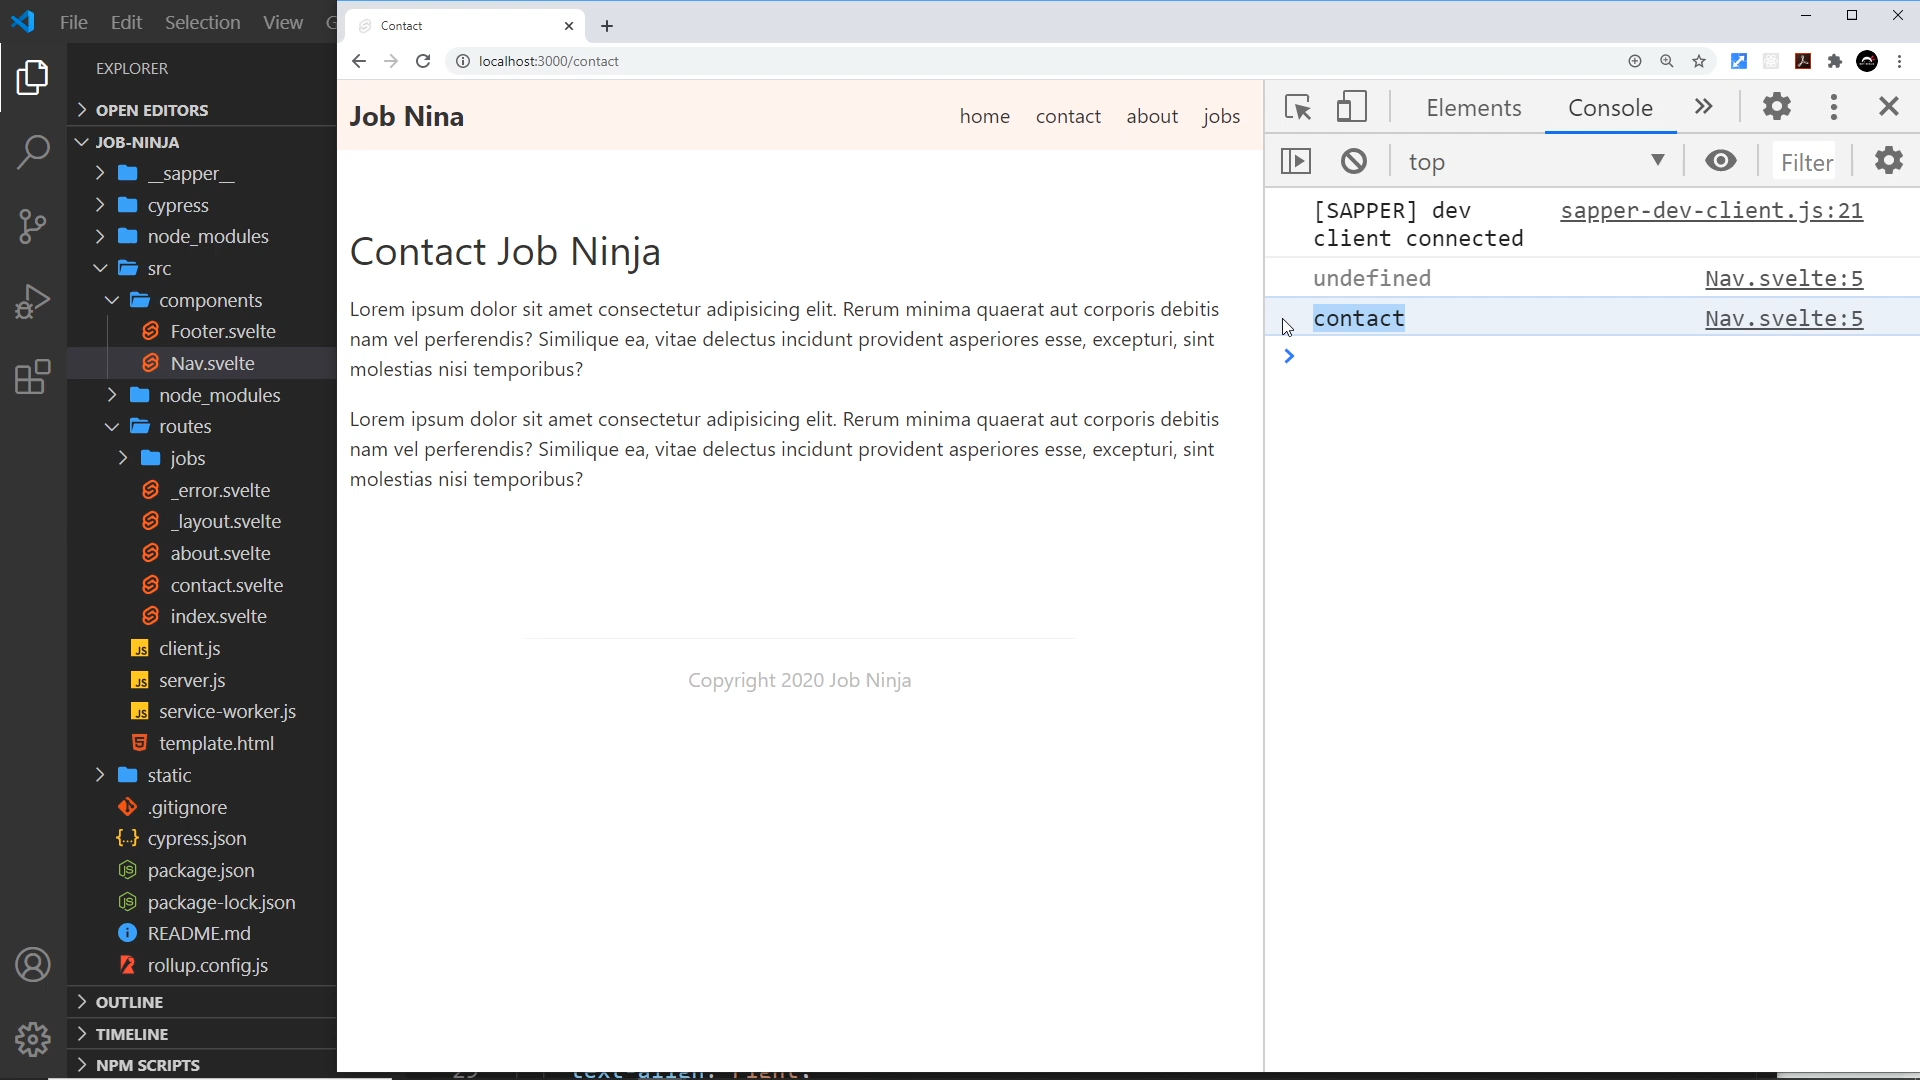 File Edit Selection View G
EXPLORER
OPEN EDITORS
JOB-NINJA
__sapper__
cypress
node_modules
src
components
Footer.svelte
Nav.svelte
node_modules
routes
jobs
_error.svelte
_layout.svelte
about.svelte
contact.svelte
index.svelte
client.js
server.js
service-worker.js
template.html
static
.gitignore
cypress.json
package.json
package-lock.json
README.md
rollup.config.js
OUTLINE
TIMELINE
NPM SCRIPTS
Contact
localhost:3000/contact
Job Nina
home contact about jobs
Contact Job Ninja
Lorem ipsum dolor sit amet consectetur adipisicing elit. Rerum minima quaerat aut corporis debitis
nam vel perferendis? Similique ea, vitae delectus incidunt provident asperiores esse, excepturi, sint
molestias nisi temporibus?
Lorem ipsum dolor sit amet consectetur adipisicing elit. Rerum minima quaerat aut corporis debitis
nam vel perferendis? Similique ea, vitae delectus incidunt provident asperiores esse, excepturi, sint
molestias nisi temporibus?
Copyright 2020 Job Ninja
Elements Console
top Filter
[SAPPER] dev sapper-dev-client.js:21
client connected
undefined Nav.svelte:5
contact Nav.svelte:5
29 text-align: right;